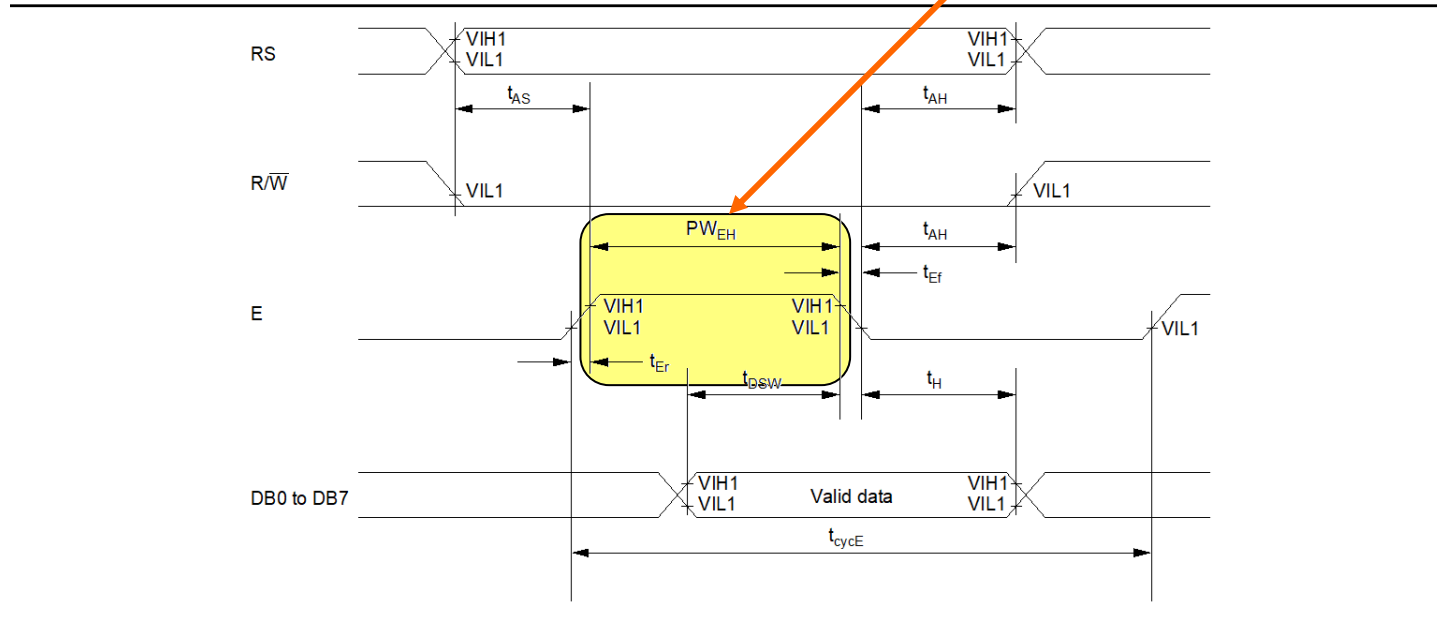 RS
VIH1
VIL1
VIH1
VIL1
tAS
tAH
R/W̅
VIL1
VIL1
PWEH
tAH
tEf
E
VIH1
VIL1
VIH1
VIL1
VIL1
tEr
tDSW
tH
DB0 to DB7
VIH1
VIL1
Valid data
VIH1
VIL1
tcycE